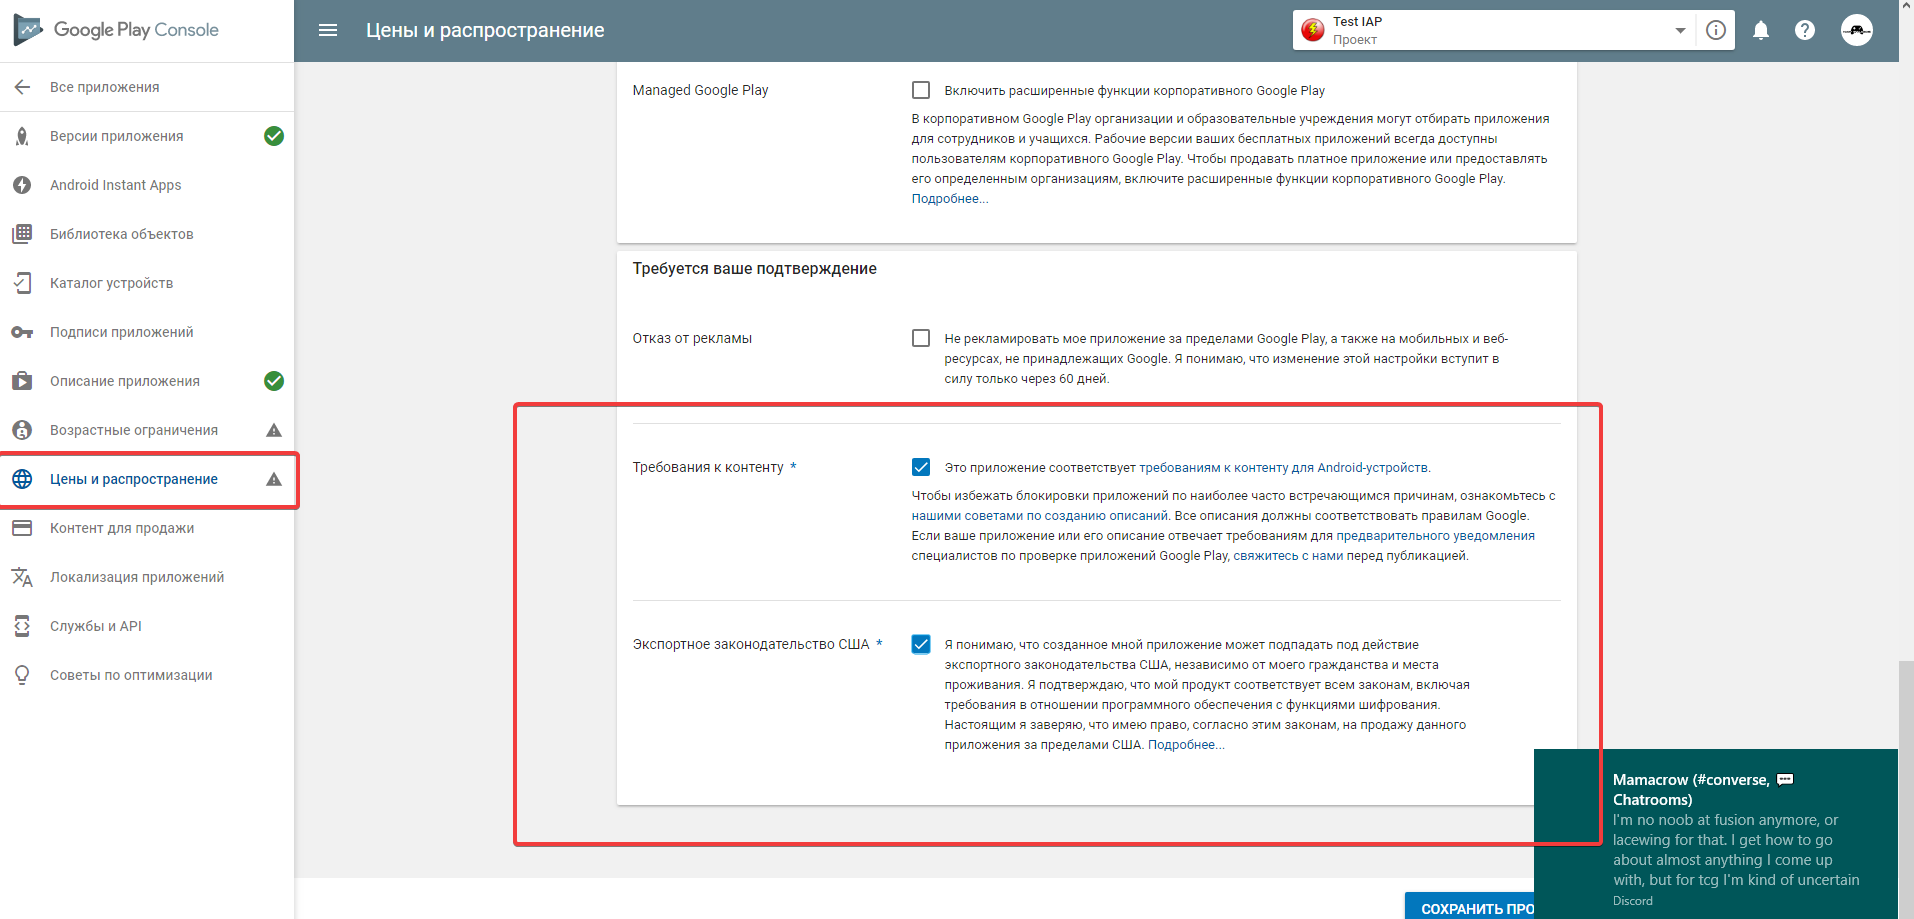 Google Play Console
Цены и распространение
Test IAP
Проект
Все приложения
Версии приложения
Android Instant Apps
Библиотека объектов
Каталог устройств
Подписи приложений
Описание приложения
Возрастные ограничения
Цены и распространение
Контент для продажи
Локализация приложений
Службы и API
Советы по оптимизации
Managed Google Play
Включить расширенные функции корпоративного Google Play
В корпоративном Google Play организации и образовательные учреждения могут отбирать приложения
для сотрудников и учащихся. Рабочие версии ваших бесплатных приложений всегда доступны
пользователям корпоративного Google Play. Чтобы продавать платное приложение или предоставлять
его определенным организациям, включите расширенные функции корпоративного Google Play.
Подробнее...
Требуется ваше подтверждение
Отказ от рекламы
Не рекламировать мое приложение за пределами Google Play, а также на мобильных и веб-
ресурсах, не принадлежащих Google. Я понимаю, что изменение этой настройки вступит в
силу только через 60 дней.
Требования к контенту *
Это приложение соответствует требованиям к контенту для Android-устройств.
Чтобы избежать блокировки приложений по наиболее часто встречающимся причинам, ознакомьтесь с
нашими советами по созданию описаний. Все описания должны соответствовать правилам Google.
Если ваше приложение или его описание отвечает требованиям для предварительного уведомления
специалистов по проверке приложений Google Play, свяжитесь с нами перед публикацией.
Экспортное законодательство США *
Я понимаю, что созданное мной приложение может подпадать под действие
экспортного законодательства США, независимо от моего гражданства и места
проживания. Я подтверждаю, что мой продукт соответствует всем законам, включая
требования в отношении программного обеспечения с функциями шифрования.
Настоящим я заверяю, что имею право, согласно этим законам, на продажу данного
приложения за пределами США. Подробнее...
СОХРАНИТЬ ПРО
Mamacrow (#converse, 💬
Chatrooms)
I'm no noob at fusion anymore, or
lacewing for that. I get how to go
about almost anything I come up
with, but for tcg I'm kind of uncertain
Discord